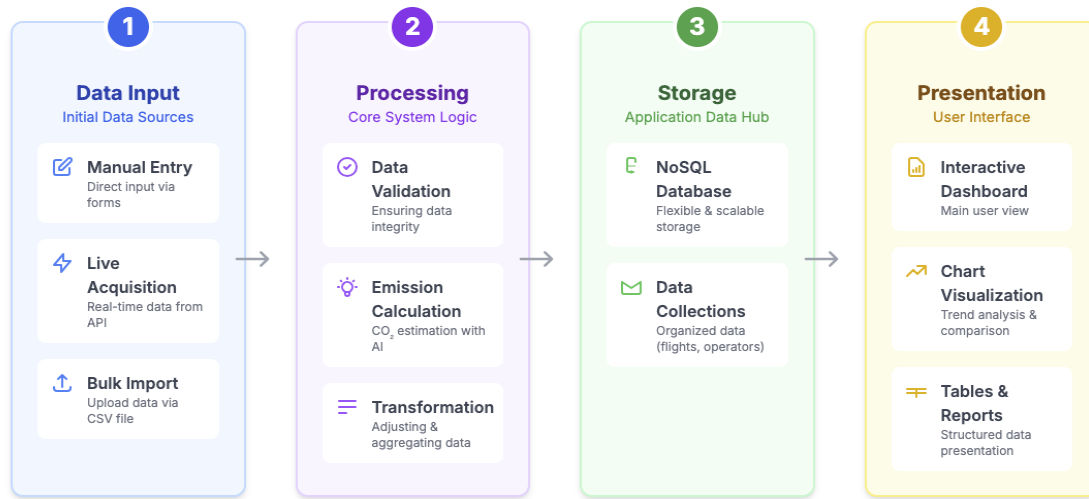 1
Data Input
Initial Data Sources
Manual Entry
Direct input via
forms
Live
Acquisition
Real-time data from
API
Bulk Import
Upload data via
CSV file
2
Processing
Core System Logic
Data
Validation
Ensuring data
integrity
Emission
Calculation
CO₂ estimation with
AI
Transformation
Adjusting &
aggregating data
3
Storage
Application Data Hub
NoSQL
Database
Flexible & scalable
storage
Data
Collections
Organized data
(flights, operators)
4
Presentation
User Interface
Interactive
Dashboard
Main user view
Chart
Visualization
Trend analysis &
comparison
Tables &
Reports
Structured data
presentation